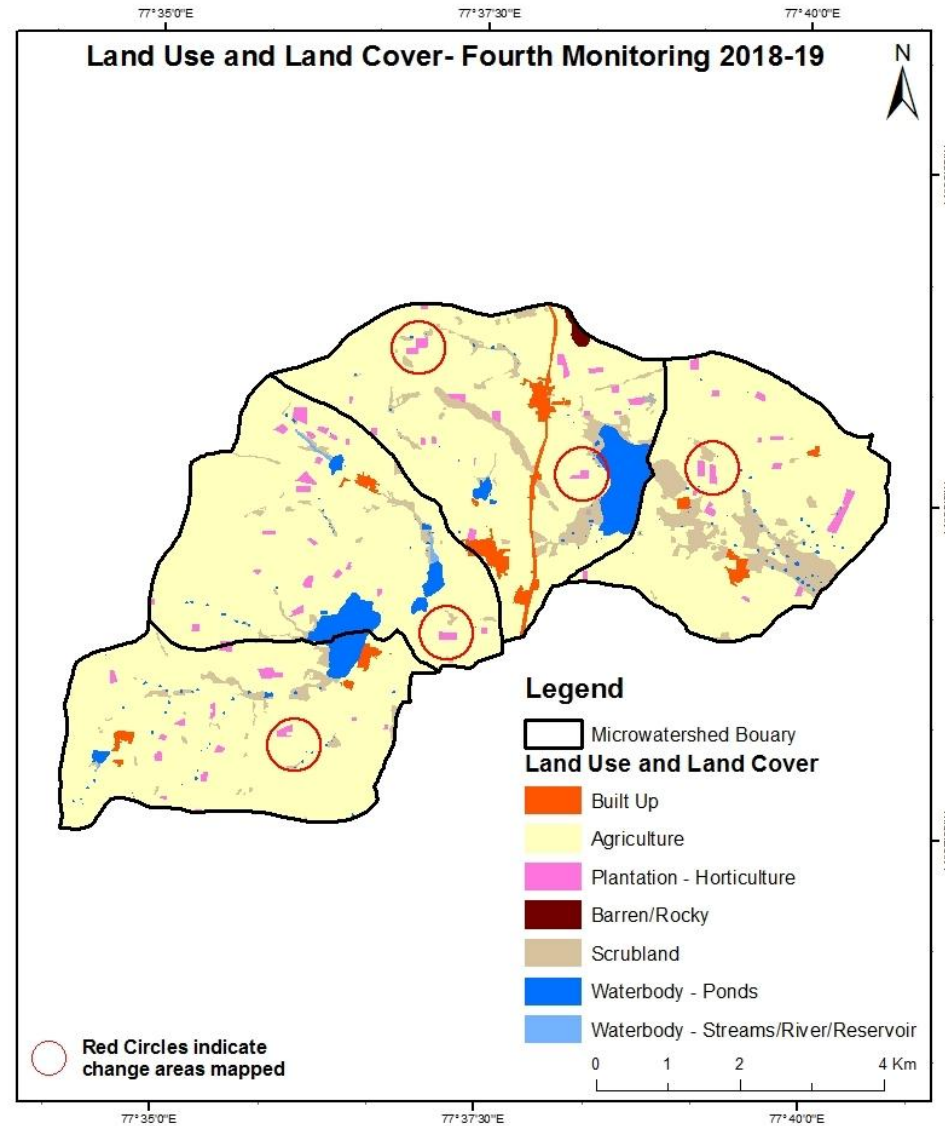 77°35'0"E 77°37'30"E 77°40'0"E
Land Use and Land Cover- Fourth Monitoring 2018-19
N
Legend
Microwatershed Bouary
Land Use and Land Cover
Built Up
Agriculture
Plantation - Horticulture
Barren/Rocky
Scrubland
Waterbody - Ponds
Waterbody - Streams/River/Reservoir
Red Circles indicate
change areas mapped
0 1 2 4 Km
77°35'0"E 77°37'30"E 77°40'0"E